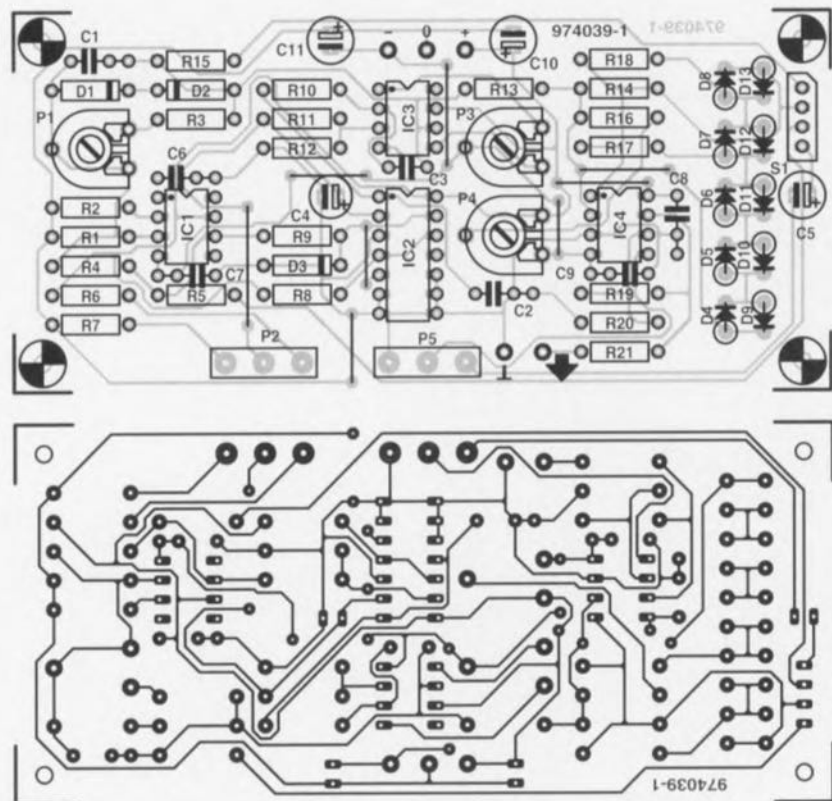 C1
R15
C11
−
0
+
C10
974039-1
974039-1
R18
D8
D13
D1
D2
R10
IC3
R13
R14
P1
R3
R11
P3
R16
D7
D12
C6
R12
C3
R17
S1
R2
IC1
C4
P4
C8
D6
D11
R1
R9
IC2
IC4
C5
R4
C7
D3
C9
D5
D10
R6
R5
R8
C2
R19
R7
R20
D4
D9
P2
P5
R21
974039-1